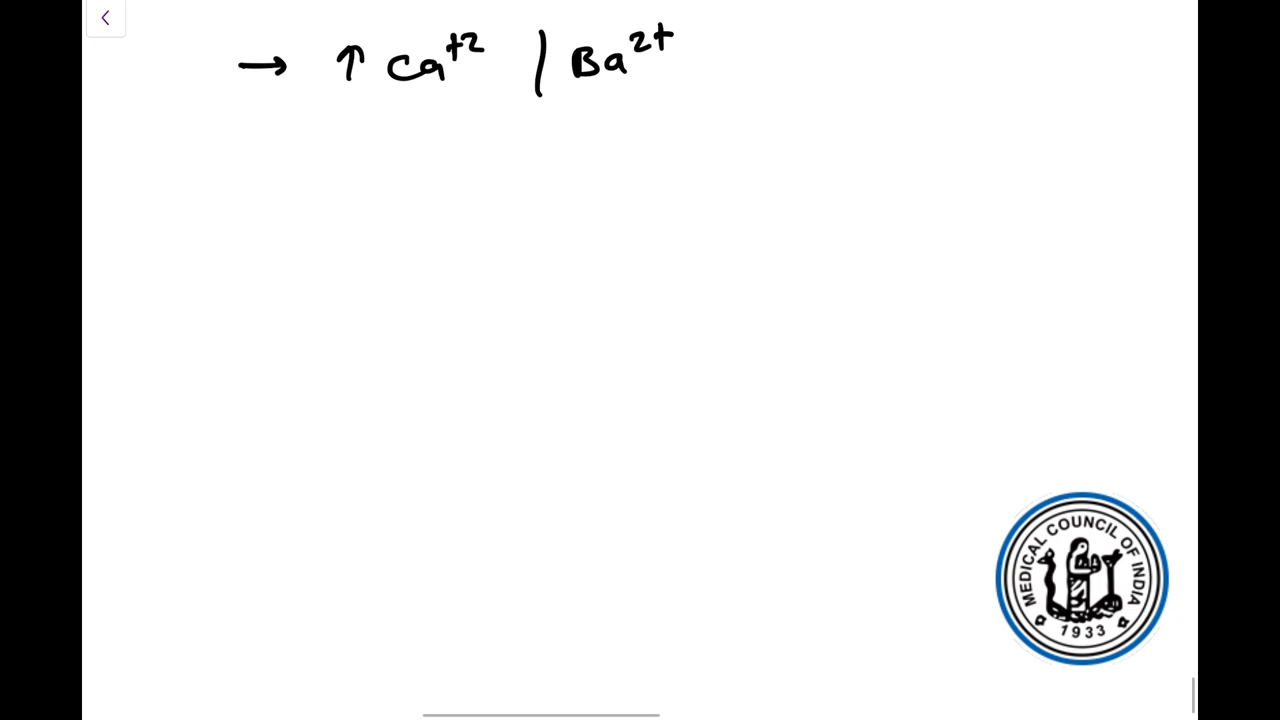 → ↑ Ca⁺² / Ba²⁺
MEDICAL COUNCIL OF INDIA
1933